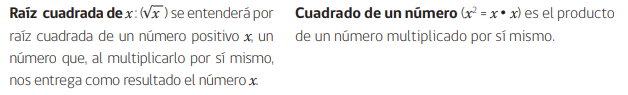 Raíz cuadrada de x: (√x) se entenderá por
raíz cuadrada de un número positivo x, un
número que, al multiplicarlo por sí mismo,
nos entrega como resultado el número x.
Cuadrado de un número (x² = x • x) es el producto
de un número multiplicado por sí mismo.